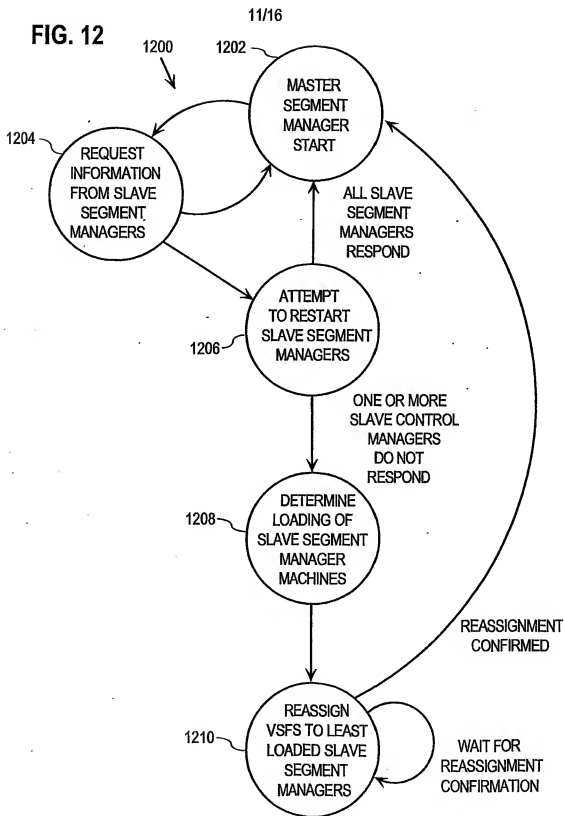 11/16
FIG. 12
1200
1202
MASTER
SEGMENT
MANAGER
START
1204
REQUEST
INFORMATION
FROM SLAVE
SEGMENT
MANAGERS
ALL SLAVE
SEGMENT
MANAGERS
RESPOND
1206
ATTEMPT
TO RESTART
SLAVE SEGMENT
MANAGERS
ONE OR MORE
SLAVE CONTROL
MANAGERS
DO NOT
RESPOND
1208
DETERMINE
LOADING OF
SLAVE SEGMENT
MANAGER
MACHINES
REASSIGNMENT
CONFIRMED
1210
REASSIGN
VSFS TO LEAST
LOADED SLAVE
SEGMENT
MANAGERS
WAIT FOR
REASSIGNMENT
CONFIRMATION